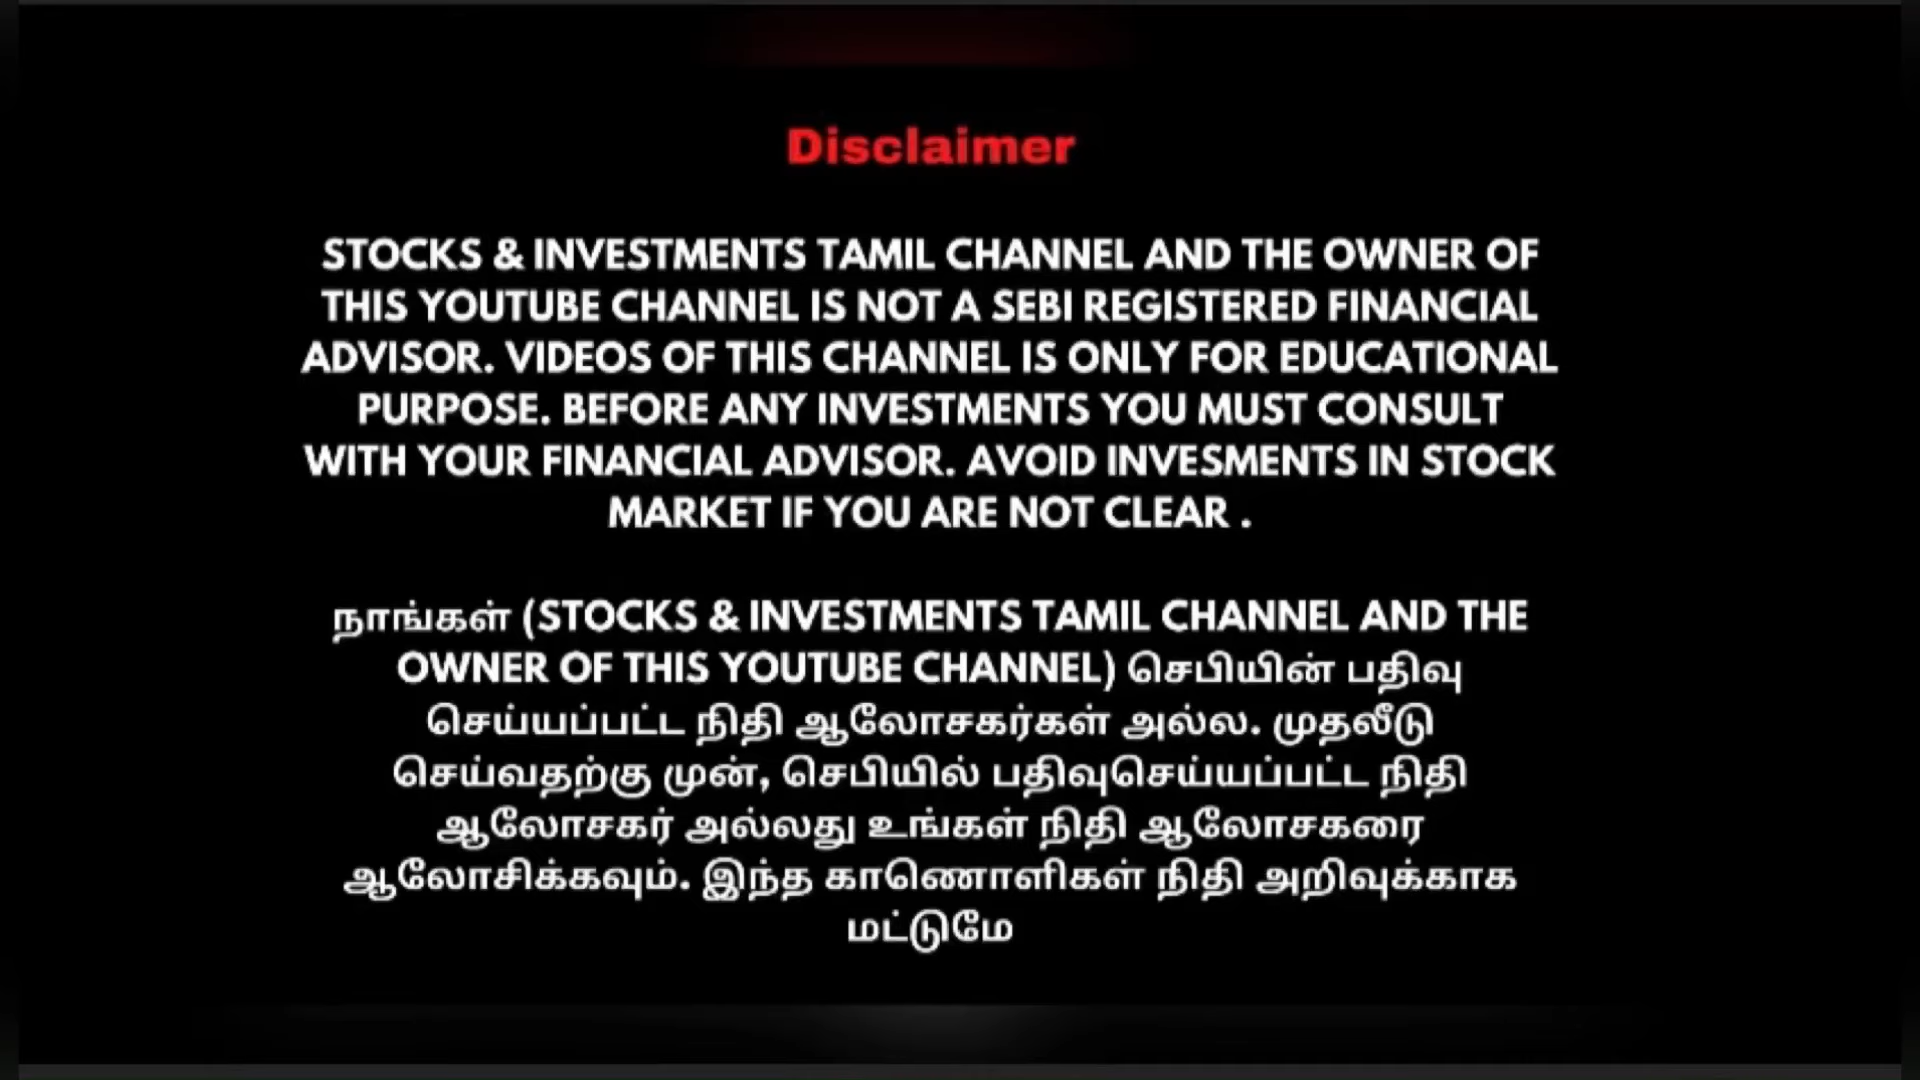 Disclaimer
STOCKS & INVESTMENTS TAMIL CHANNEL AND THE OWNER OF
THIS YOUTUBE CHANNEL IS NOT A SEBI REGISTERED FINANCIAL
ADVISOR. VIDEOS OF THIS CHANNEL IS ONLY FOR EDUCATIONAL
PURPOSE. BEFORE ANY INVESTMENTS YOU MUST CONSULT
WITH YOUR FINANCIAL ADVISOR. AVOID INVESMENTS IN STOCK
MARKET IF YOU ARE NOT CLEAR .
நாங்கள் (STOCKS & INVESTMENTS TAMIL CHANNEL AND THE
OWNER OF THIS YOUTUBE CHANNEL) செபியின் பதிவு
செய்யப்பட்ட நிதி ஆலோசகர்கள் அல்ல. முதலீடு
செய்வதற்கு முன், செபியில் பதிவுசெய்யப்பட்ட நிதி
ஆலோசகர் அல்லது உங்கள் நிதி ஆலோசகரை
ஆலோசிக்கவும். இந்த காணொளிகள் நிதி அறிவுக்காக
மட்டுமே